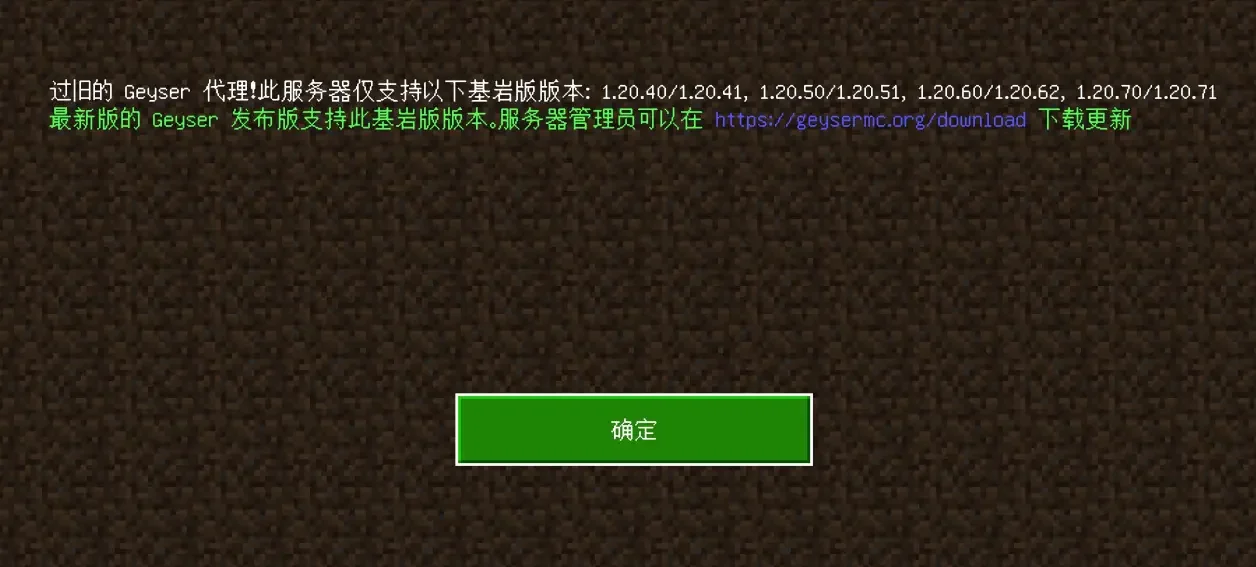 过旧的 Geyser 代理!此服务器仅支持以下基岩版版本: 1.20.40/1.20.41, 1.20.50/1.20.51, 1.20.60/1.20.62, 1.20.70/1.20.71
最新版的 Geyser 发布版支持此基岩版版本。服务器管理员可以在 https://geysermc.org/download 下载更新
确定